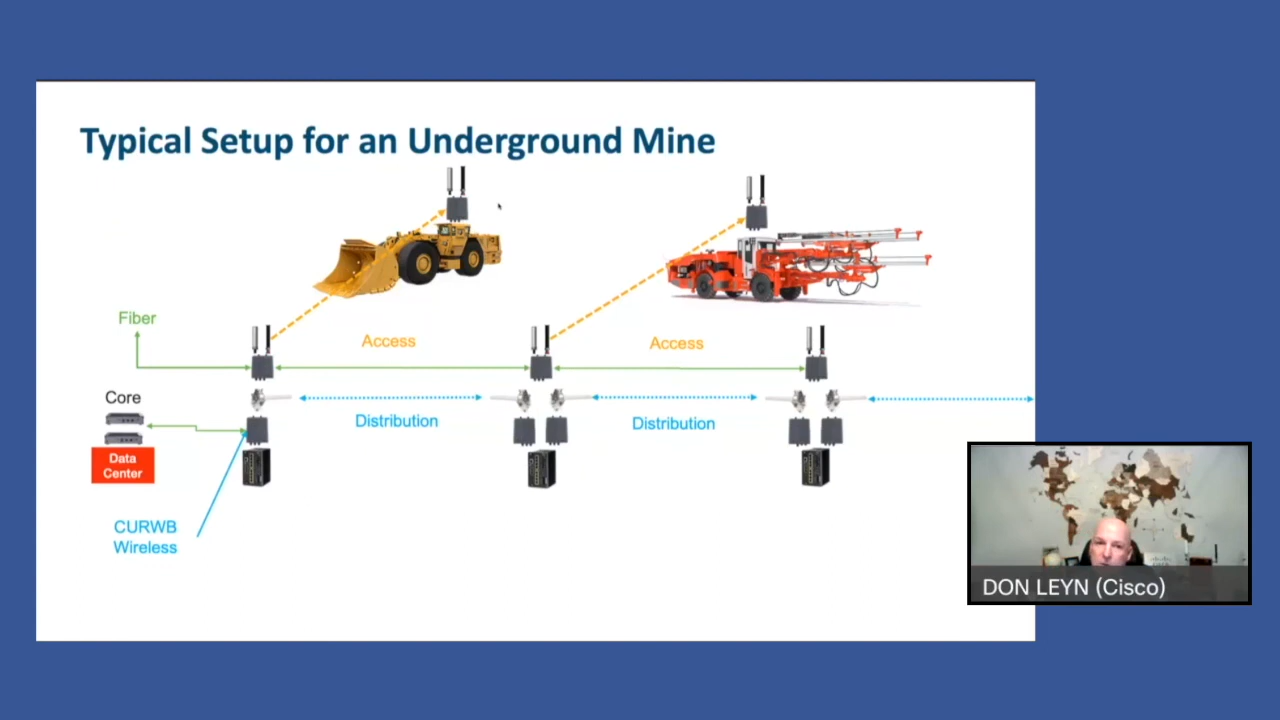 Typical Setup for an Underground Mine
Fiber
Access
Access
Core
Distribution
Distribution
Data
Center
CURWB
Wireless
DON LEYN (Cisco)